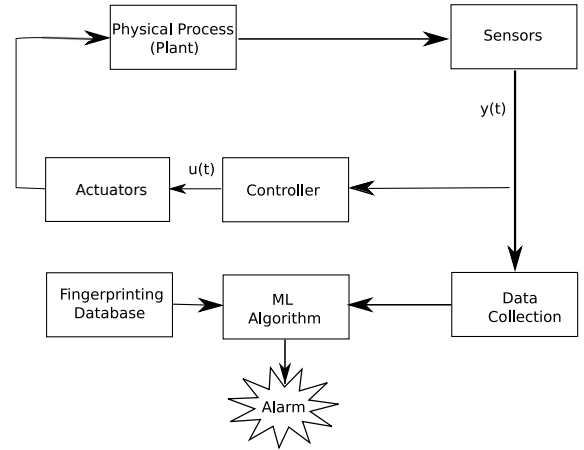 Physical Process
(Plant)
Sensors
y(t)
u(t)
Actuators
Controller
Fingerprinting
Database
ML
Algorithm
Data
Collection
Alarm